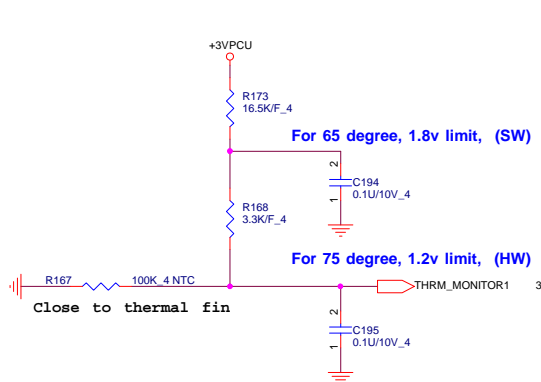 +3VPCU
R173
16.5K/F_4
For 65 degree, 1.8v limit, (SW)
2
C194
1
0.1U/10V_4
R168
3.3K/F_4
For 75 degree, 1.2v limit, (HW)
R167 100K_4 NTC
THRM_MONITOR1 3
Close to thermal fin
2
C195
1
0.1U/10V_4